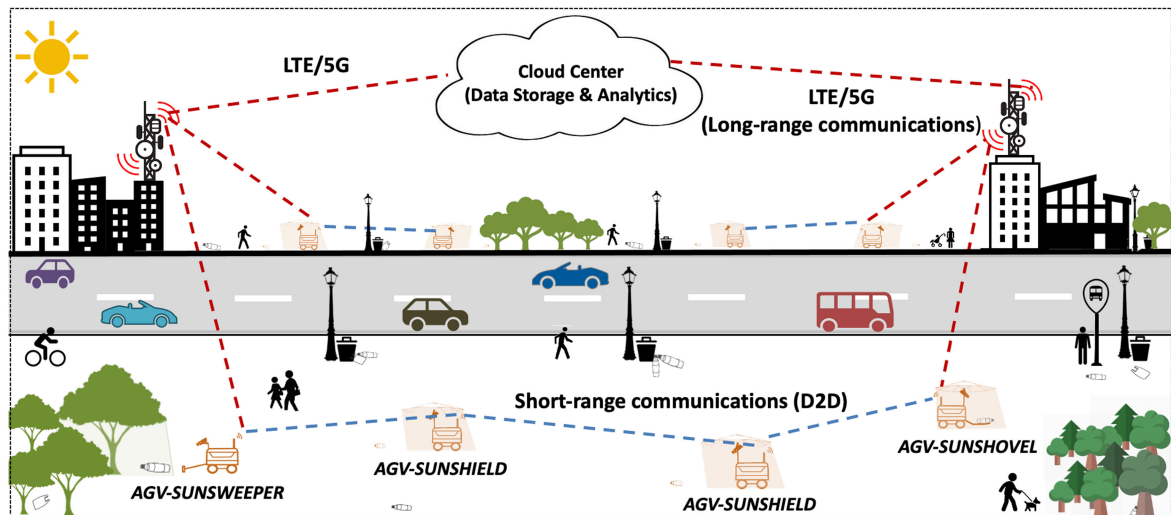 LTE/5G
Cloud Center
(Data Storage & Analytics)
LTE/5G
(Long-range communications)
Short-range communications (D2D)
AGV-SUNSHIELD
AGV-SUNSHOVEL
AGV-SUNSWEEPER
AGV-SUNSHIELD